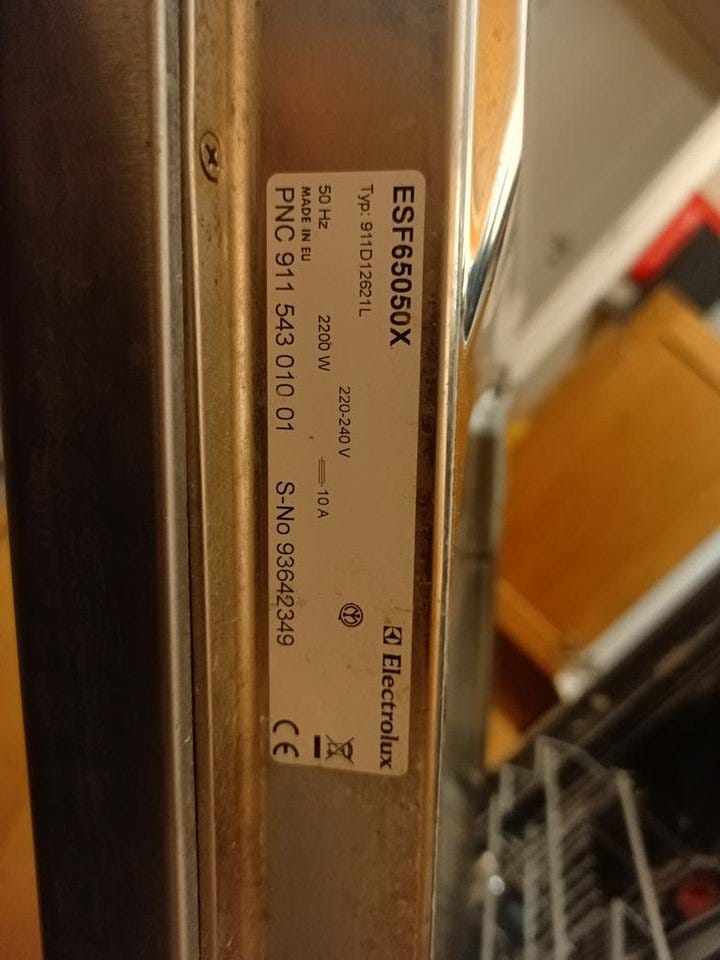 ESF65050X
Electrolux
Typ: 911D12621L
220-240 V
50 Hz 2200 W 10 A
MADE IN EU
PNC 911 543 010 01 S-No 93642349
CE